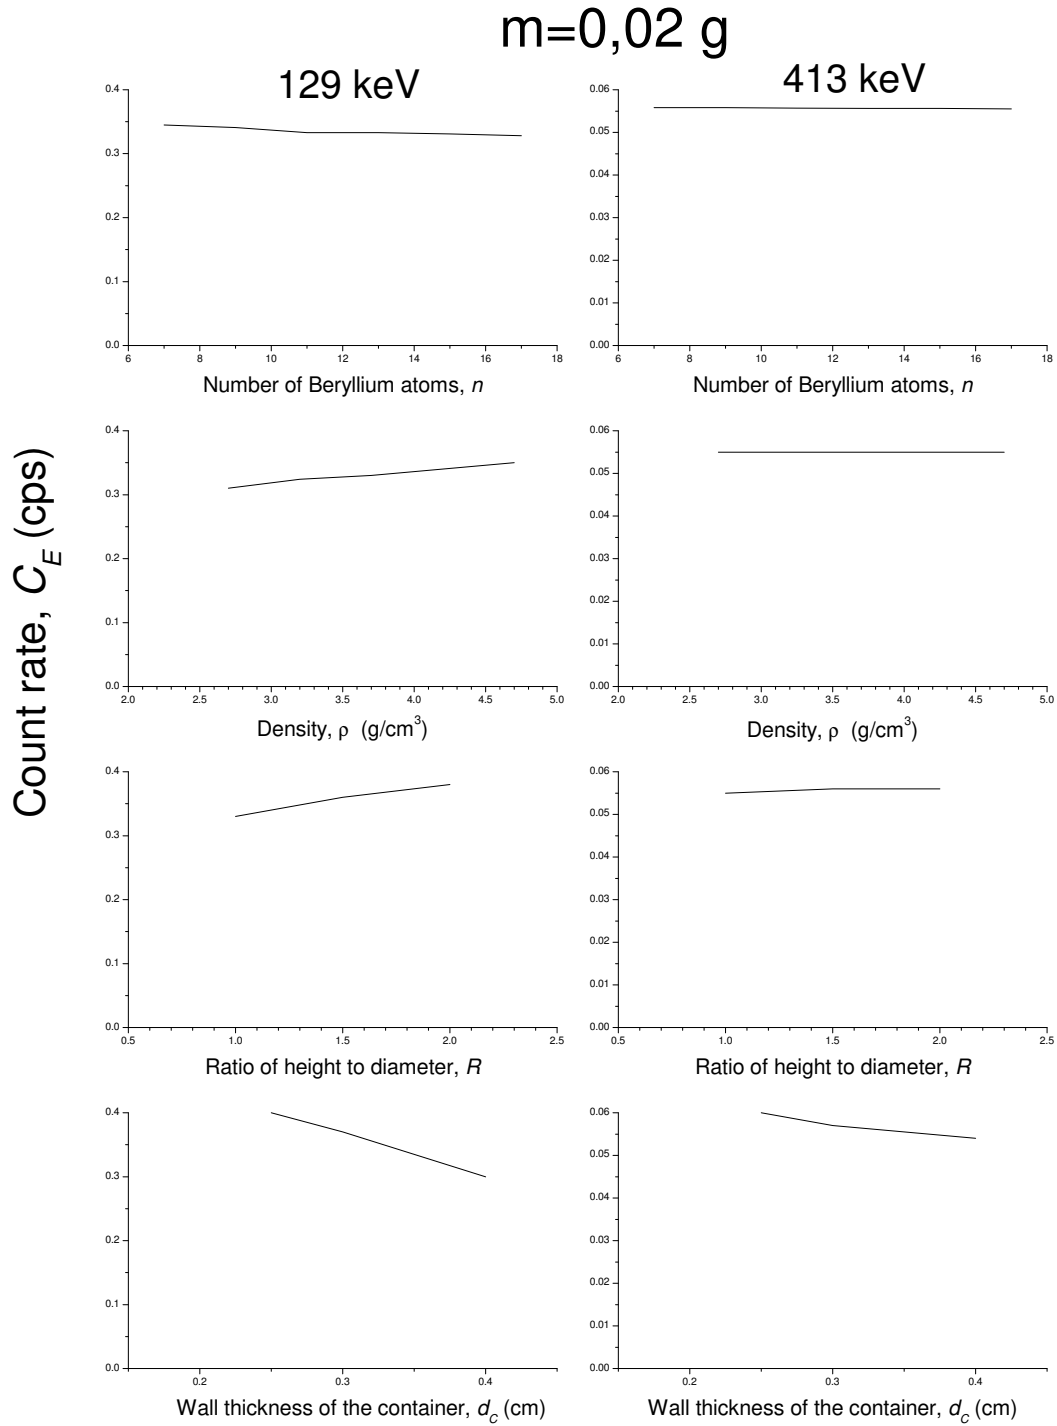 m=0,02 g
129 keV
413 keV
Count rate, C_E (cps)
0.4
0.3
0.2
0.1
0.0
6 8 10 12 14 16 18
Number of Beryllium atoms, n
0.06
0.05
0.04
0.03
0.02
0.01
0.00
6 8 10 12 14 16 18
Number of Beryllium atoms, n
0.4
0.3
0.2
0.1
0.0
2.0 2.5 3.0 3.5 4.0 4.5 5.0
Density, ρ (g/cm³)
0.06
0.05
0.04
0.03
0.02
0.01
0.00
2.0 2.5 3.0 3.5 4.0 4.5 5.0
Density, ρ (g/cm³)
0.4
0.3
0.2
0.1
0.0
0.5 1.0 1.5 2.0 2.5
Ratio of height to diameter, R
0.06
0.05
0.04
0.03
0.02
0.01
0.00
0.5 1.0 1.5 2.0 2.5
Ratio of height to diameter, R
0.4
0.3
0.2
0.1
0.0
0.2 0.3 0.4
Wall thickness of the container, d_C (cm)
0.06
0.05
0.04
0.03
0.02
0.01
0.00
0.2 0.3 0.4
Wall thickness of the container, d_C (cm)